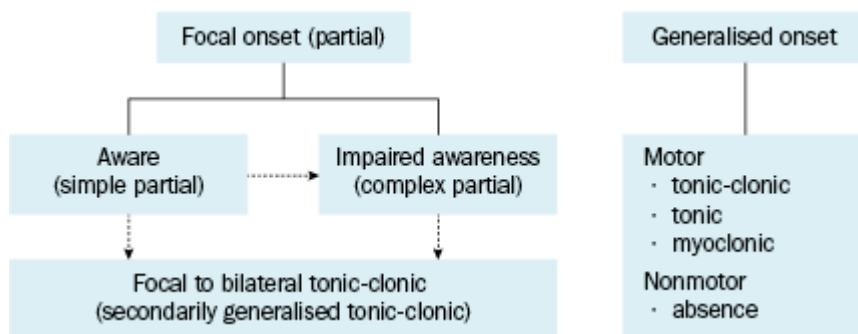 Focal onset (partial)
Generalised onset
Aware
(simple partial)
Impaired awareness
(complex partial)
Focal to bilateral tonic-clonic
(secondarily generalised tonic-clonic)
Motor
· tonic-clonic
· tonic
· myoclonic
Nonmotor
· absence